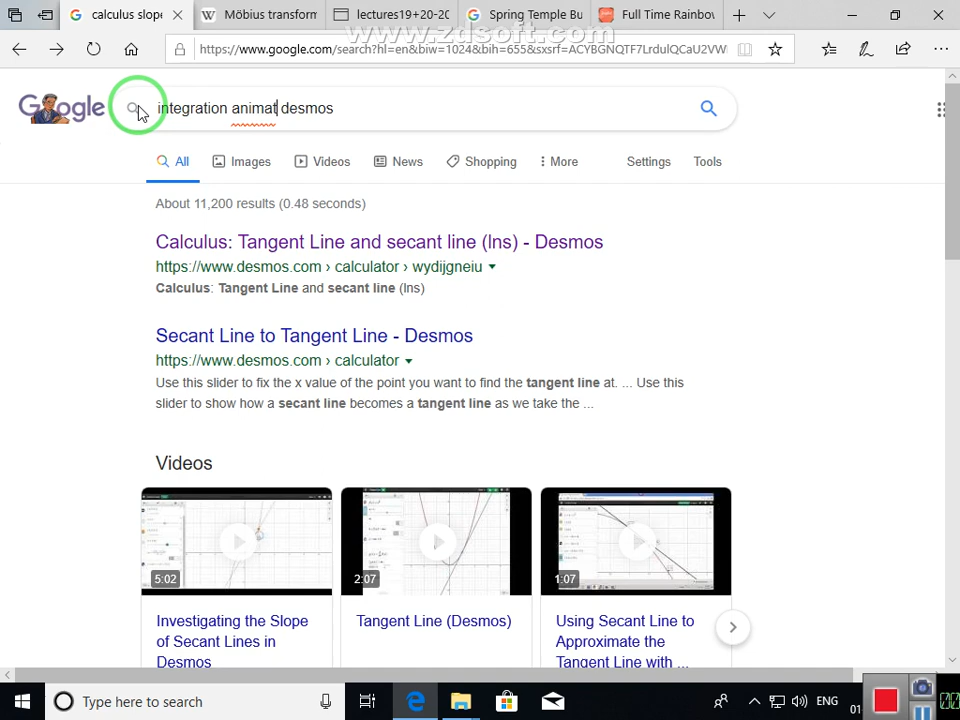 calculus slope
Möbius transform
lectures19+20-20
Spring Temple Bu
Full Time Rainbow
www.zdsoft.com
https://www.google.com/search?hl=en&biw=1024&bih=655&sxsrf=ACYBGNQTF7LrdulQCaU2VW
Google
integration animat desmos
All
Images
Videos
News
Shopping
More
Settings
Tools
About 11,200 results (0.48 seconds)
Calculus: Tangent Line and secant line (lns) - Desmos
https://www.desmos.com › calculator › wydijgneiu
Calculus: Tangent Line and secant line (lns)
Secant Line to Tangent Line - Desmos
https://www.desmos.com › calculator
Use this slider to fix the x value of the point you want to find the tangent line at. ... Use this
slider to show how a secant line becomes a tangent line as we take the ...
Videos
5:02
2:07
1:07
Investigating the Slope
of Secant Lines in
Desmos
Tangent Line (Desmos)
Using Secant Line to
Approximate the
Tangent Line with ...
Type here to search
ENG